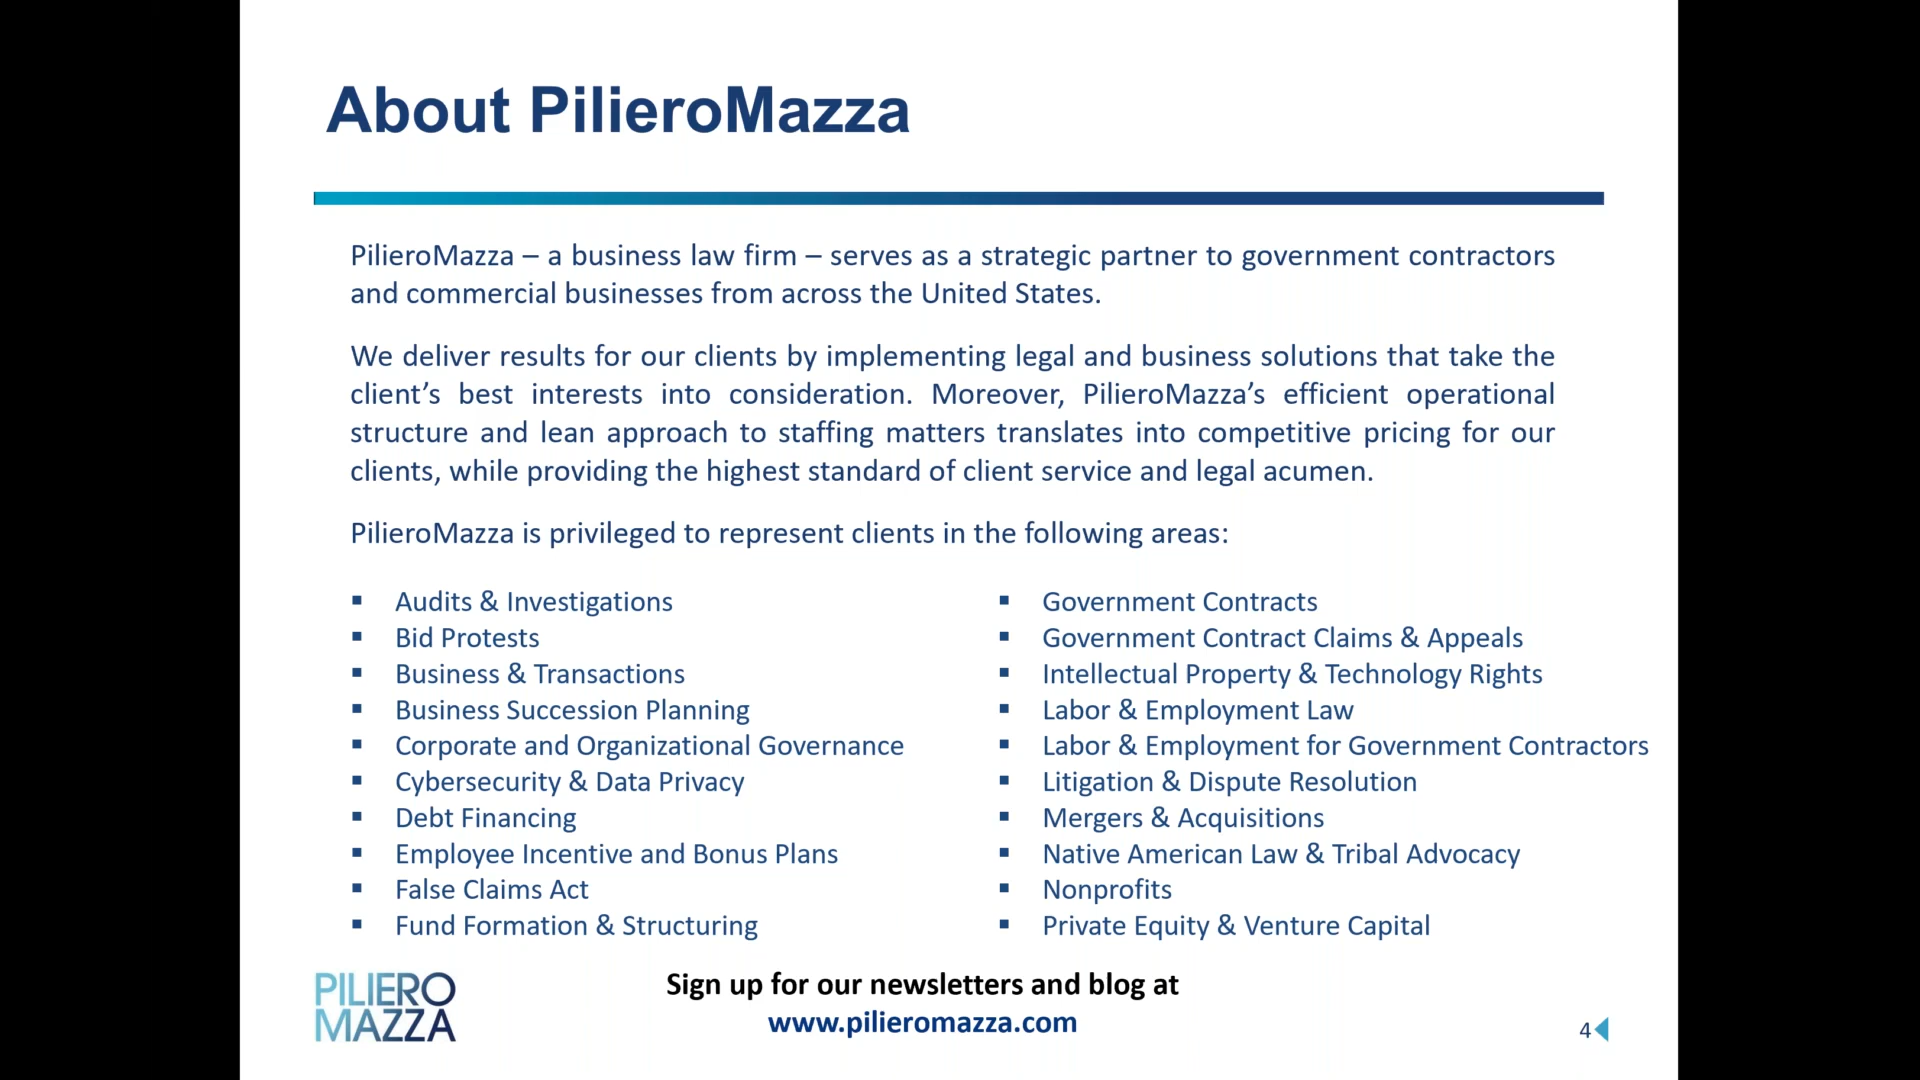 About PilieroMazza
PilieroMazza – a business law firm – serves as a strategic partner to government contractors
and commercial businesses from across the United States.
We deliver results for our clients by implementing legal and business solutions that take the
client’s best interests into consideration. Moreover, PilieroMazza’s efficient operational
structure and lean approach to staffing matters translates into competitive pricing for our
clients, while providing the highest standard of client service and legal acumen.
PilieroMazza is privileged to represent clients in the following areas:
▪ Audits & Investigations
▪ Bid Protests
▪ Business & Transactions
▪ Business Succession Planning
▪ Corporate and Organizational Governance
▪ Cybersecurity & Data Privacy
▪ Debt Financing
▪ Employee Incentive and Bonus Plans
▪ False Claims Act
▪ Fund Formation & Structuring
▪ Government Contracts
▪ Government Contract Claims & Appeals
▪ Intellectual Property & Technology Rights
▪ Labor & Employment Law
▪ Labor & Employment for Government Contractors
▪ Litigation & Dispute Resolution
▪ Mergers & Acquisitions
▪ Native American Law & Tribal Advocacy
▪ Nonprofits
▪ Private Equity & Venture Capital
PILIERO
MAZZA
Sign up for our newsletters and blog at
www.pilieromazza.com
4